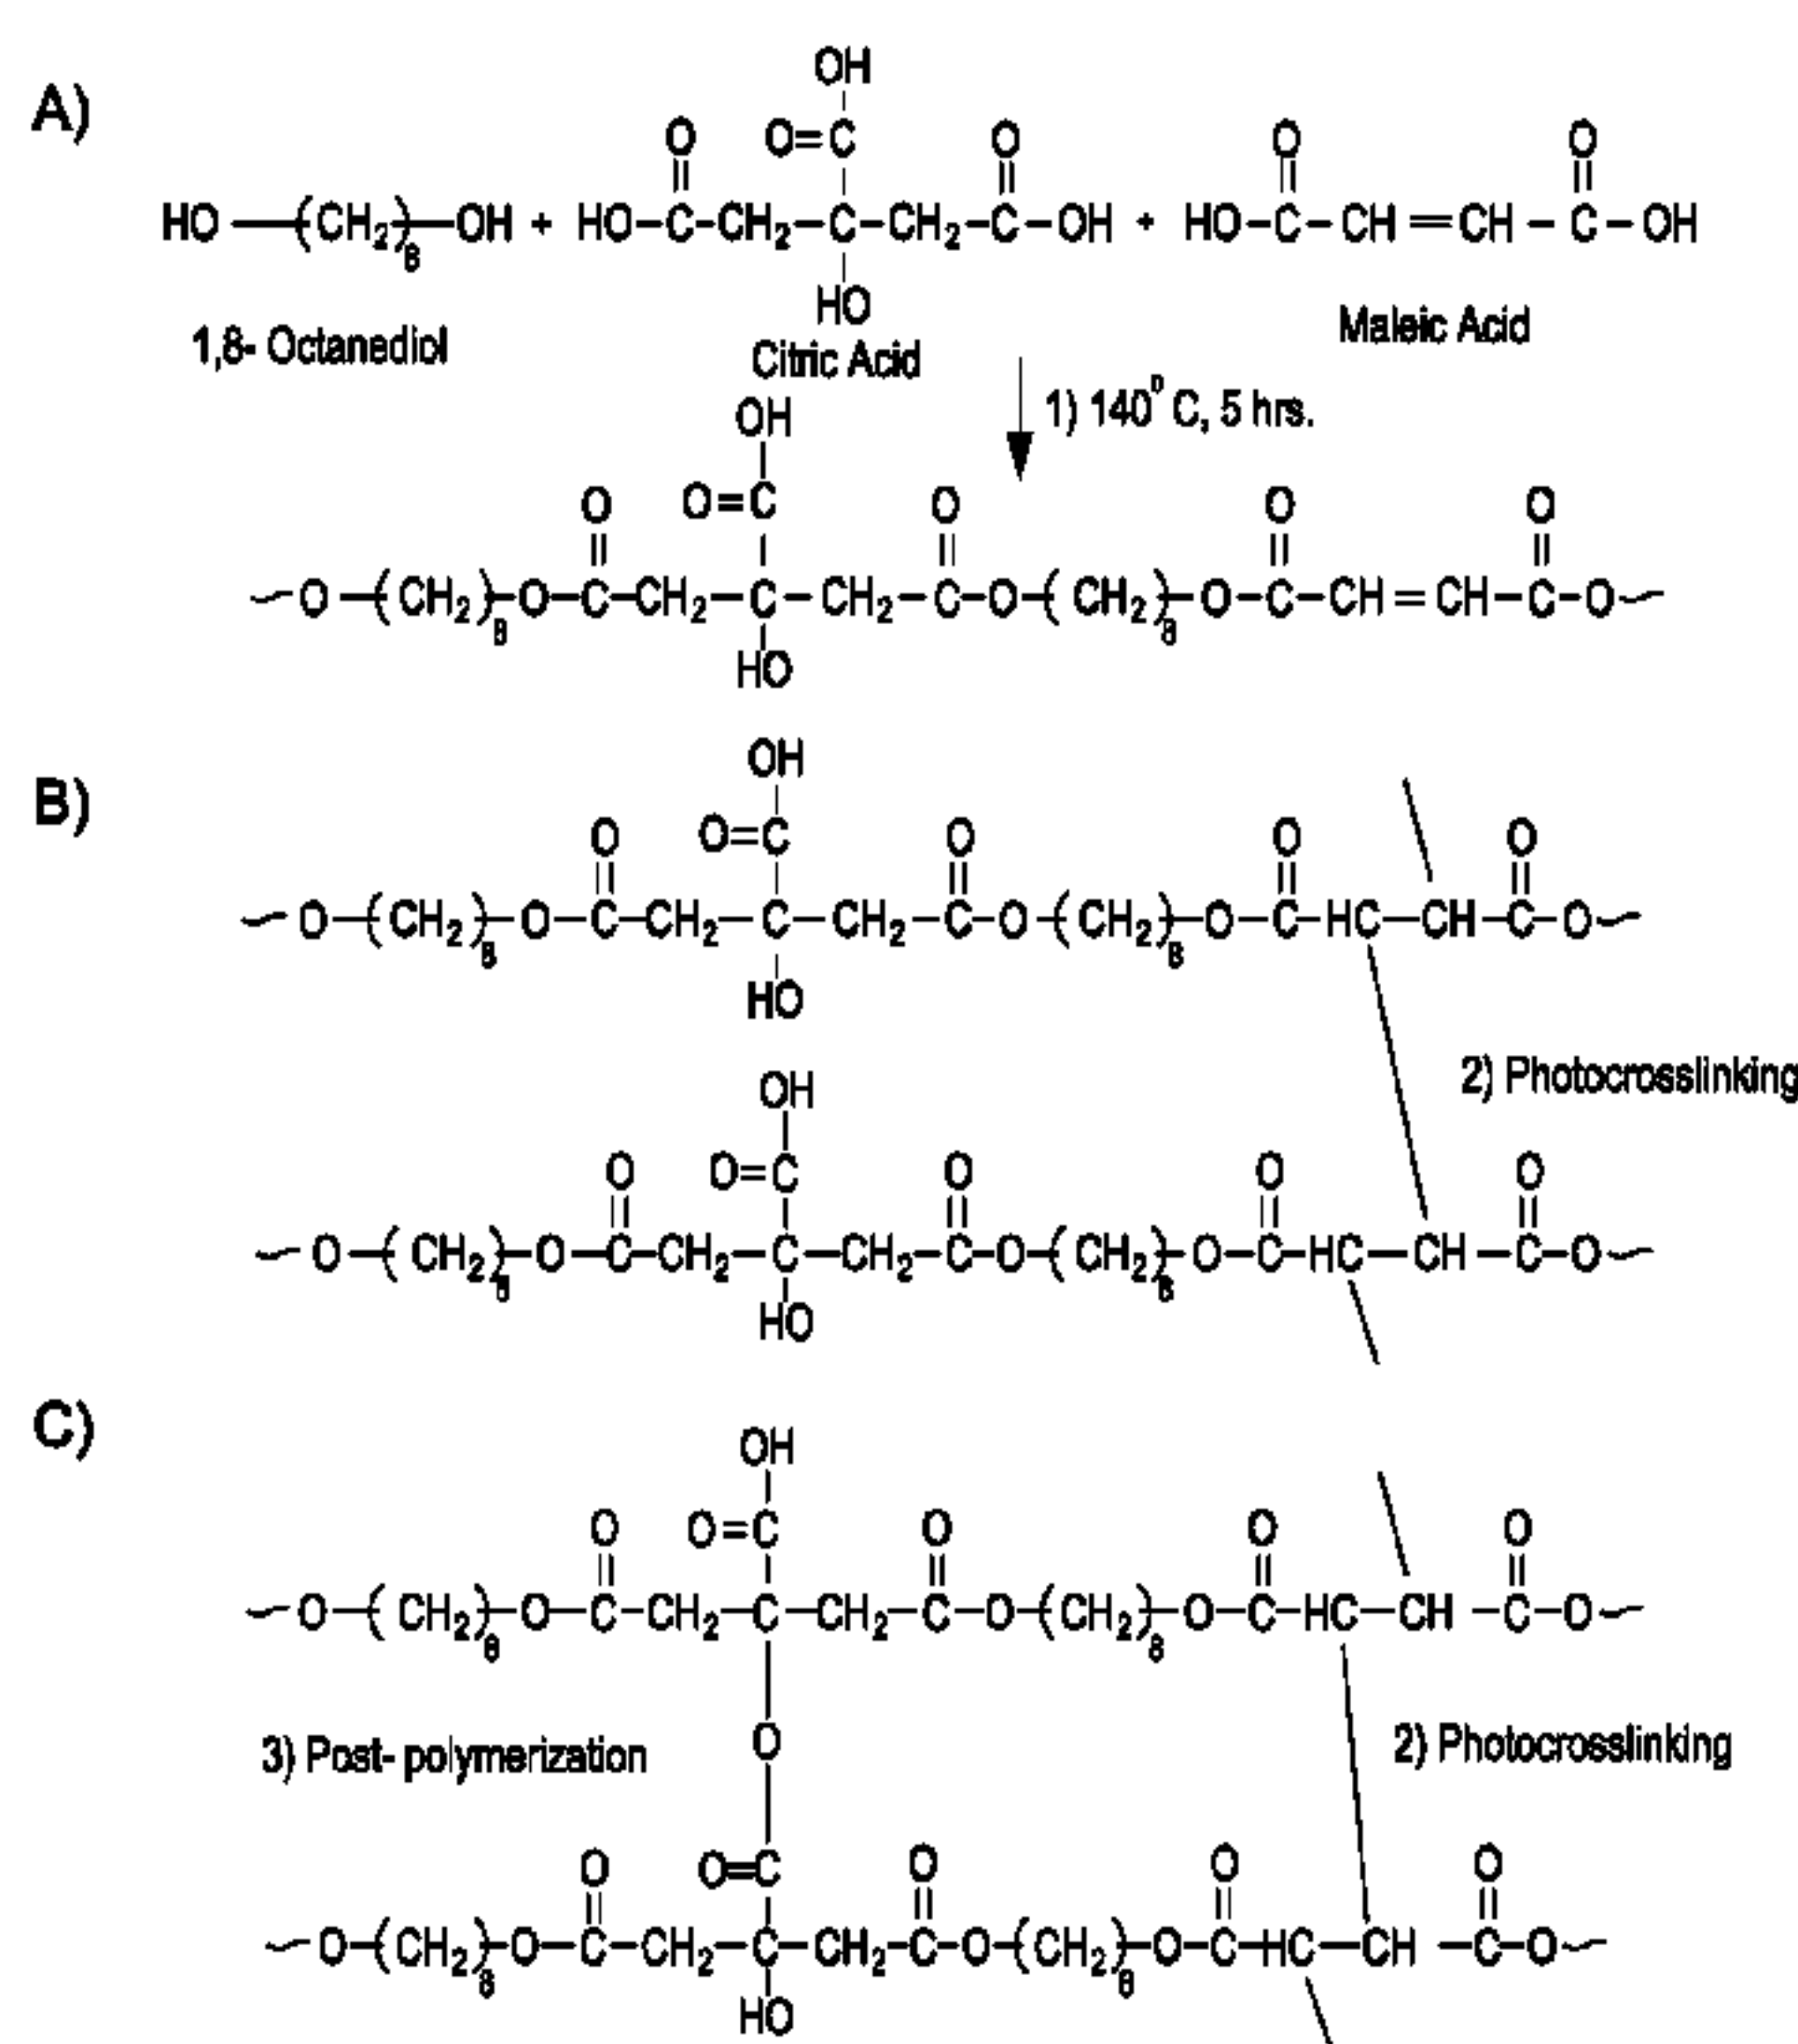 A)
OH
O O=C O O O
HO—(CH2)8—OH + HO–C–CH2–C–CH2–C–OH + HO–C–CH=CH–C–OH
HO
1,8- Octanediol Citric Acid Maleic Acid
1) 140° C, 5 hrs.
OH
O O=C O O O
O–(CH2)8–O–C–CH2–C–CH2–C–O–(CH2)8–O–C–CH=CH–C–O
HO
B)
OH
O O=C O O O
O–(CH2)8–O–C–CH2–C–CH2–C–O–(CH2)8–O–C–HC–CH–C–O
HO
2) Photocrosslinking
OH
O O=C O O O
O–(CH2)8–O–C–CH2–C–CH2–C–O–(CH2)8–O–C–HC–CH–C–O
HO
C)
OH
O O=C O O O
O–(CH2)8–O–C–CH2–C–CH2–C–O–(CH2)8–O–C–HC–CH–C–O
3) Post- polymerization O 2) Photocrosslinking
O O=C O O O
O–(CH2)8–O–C–CH2–C–CH2–C–O–(CH2)8–O–C–HC–CH–C–O
HO